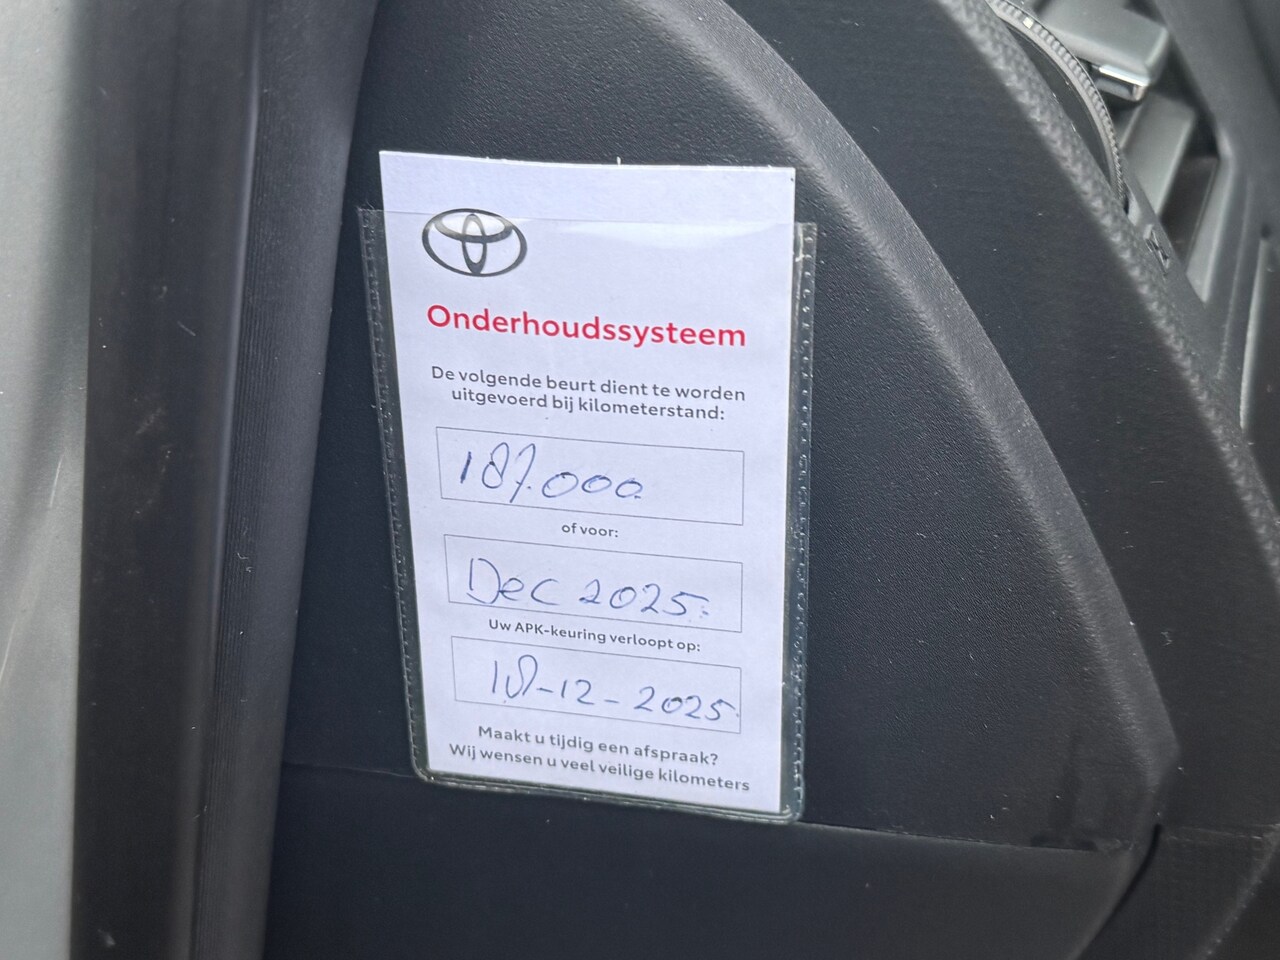 Onderhoudssysteem
De volgende beurt dient te worden
uitgevoerd bij kilometerstand:
187.000
of voor:
Dec 2025.
Uw APK-keuring verloopt op:
18-12-2025
Maakt u tijdig een afspraak?
Wij wensen u veel veilige kilometers